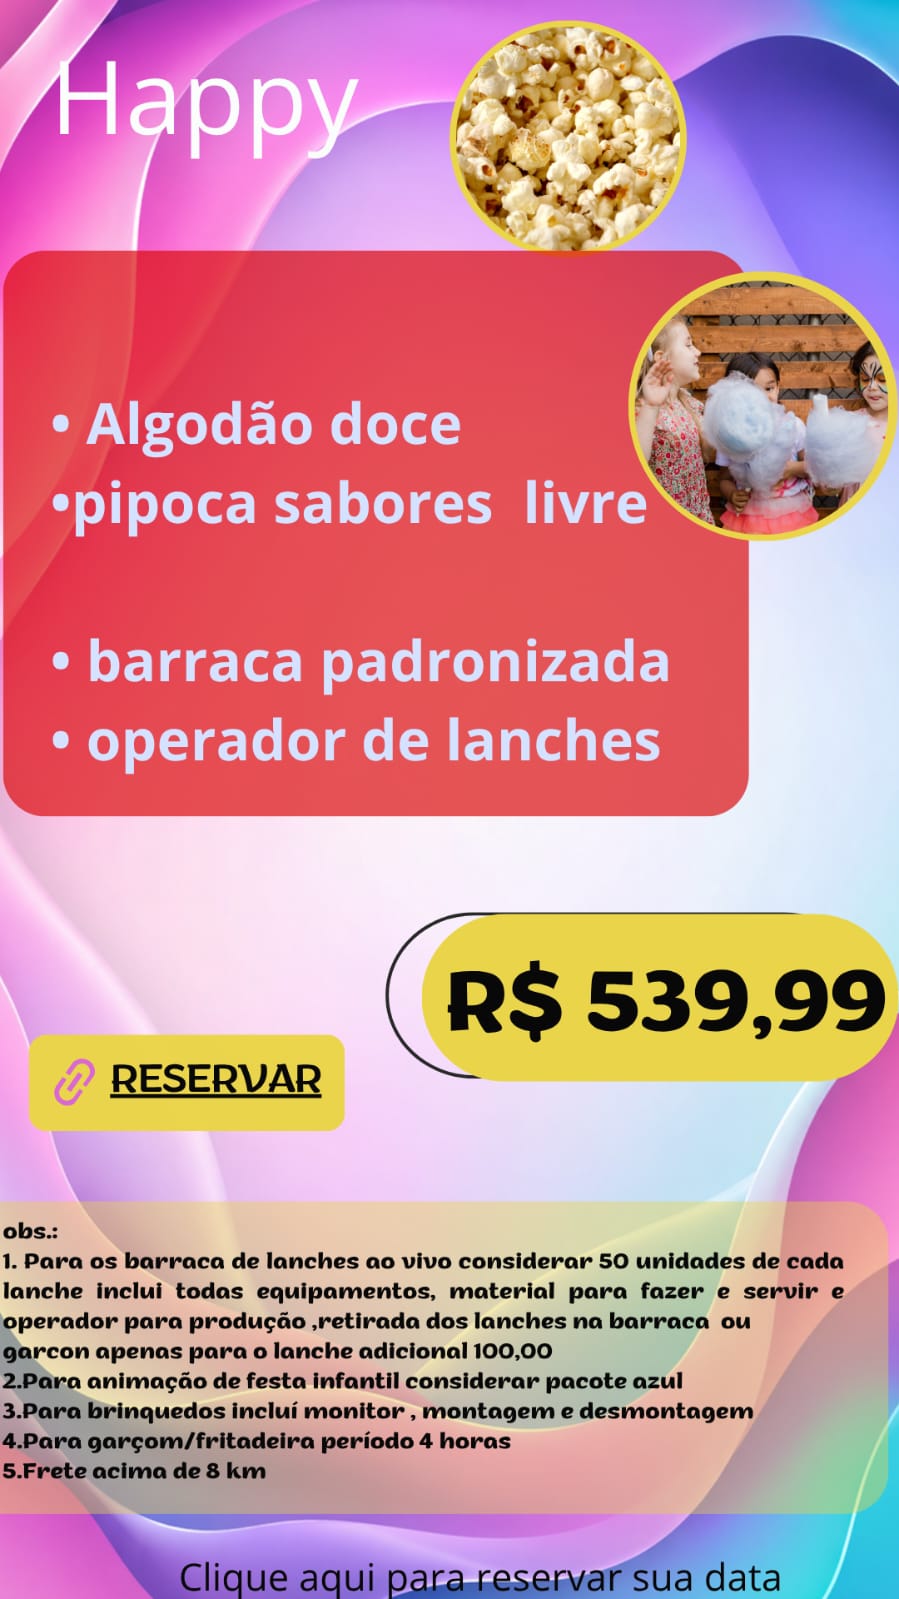 Happy
• Algodão doce
•pipoca sabores livre
• barraca padronizada
• operador de lanches
R$ 539,99
RESERVAR
obs.:
1. Para os barraca de lanches ao vivo considerar 50 unidades de cada
lanche inclui todas equipamentos, material para fazer e servir e
operador para produção ,retirada dos lanches na barraca ou
garcon apenas para o lanche adicional 100,00
2.Para animação de festa infantil considerar pacote azul
3.Para brinquedos incluí monitor , montagem e desmontagem
4.Para garçom/fritadeira período 4 horas
5.Frete acima de 8 km
Clique aqui para reservar sua data